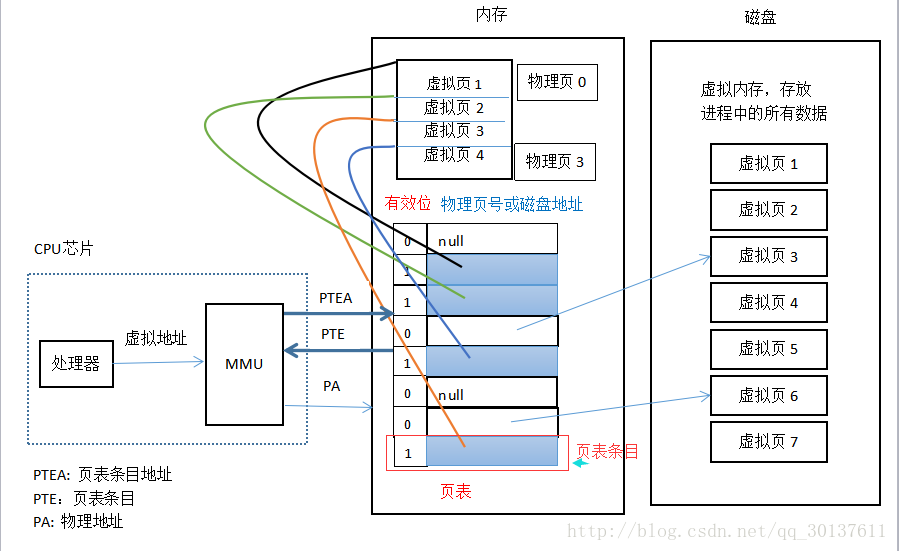 内存
磁盘
虚拟页 1
虚拟页 2
虚拟页 3
虚拟页 4
物理页 0
物理页 3
虚拟内存，存放
进程中的所有数据
虚拟页 1
虚拟页 2
虚拟页 3
虚拟页 4
虚拟页 5
虚拟页 6
虚拟页 7
有效位
物理页号或磁盘地址
0
null
1
1
0
1
0
null
0
1
页表条目
页表
CPU芯片
处理器
虚拟地址
MMU
PTEA
PTE
PA
PTEA: 页表条目地址
PTE：页表条目
PA: 物理地址
http://blog.csdn.net/qq_30137611